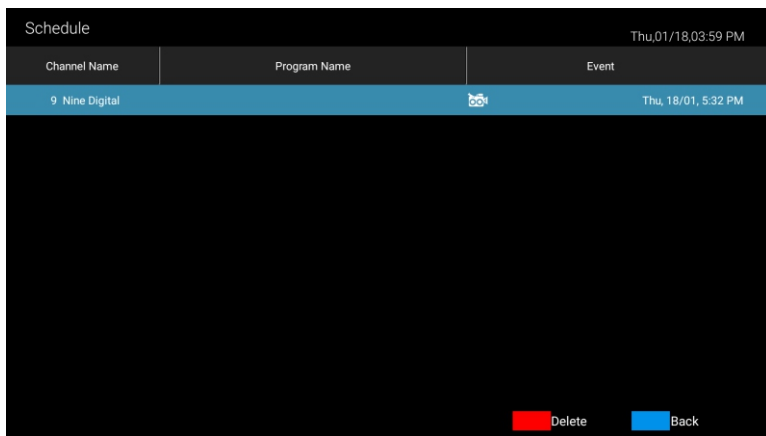 Schedule
Thu,01/18,03:59 PM
Channel Name Program Name Event
9 Nine Digital Thu, 18/01, 5:32 PM
Delete Back